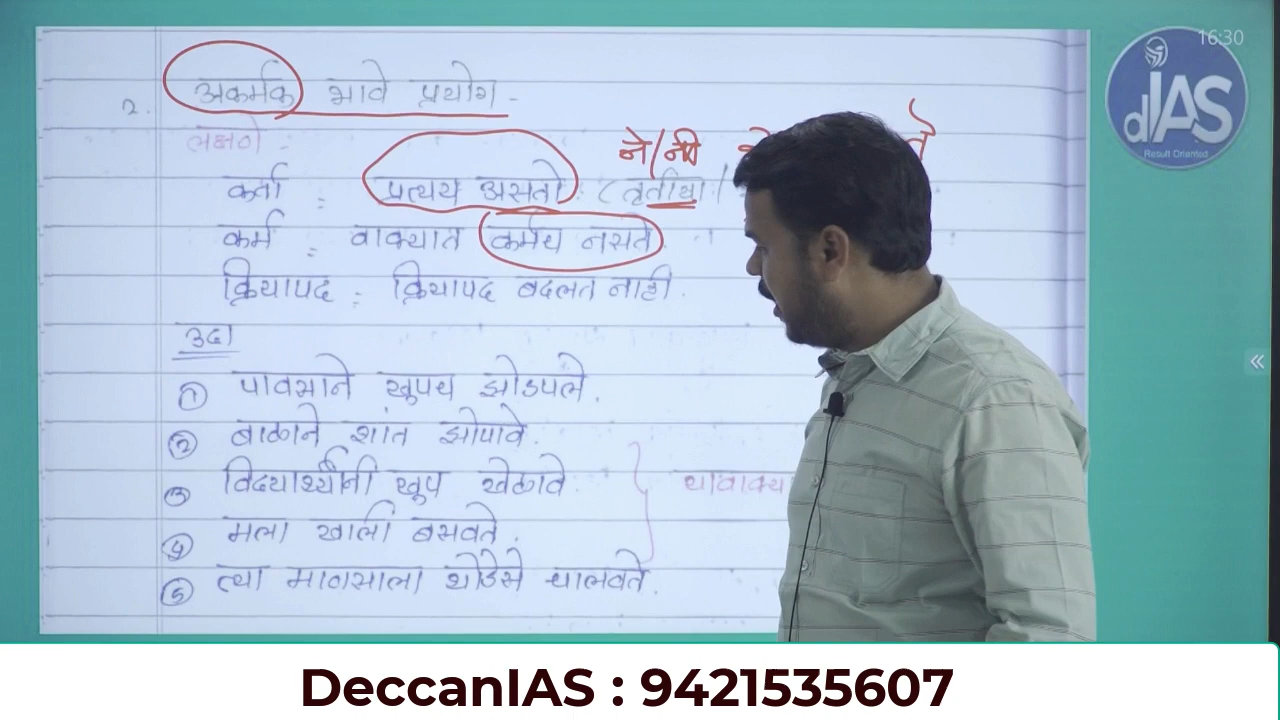 16:30
dIAS
Result Oriented
२. अकर्मक भावे प्रयोग -
लक्षणे -
ने/नी
कर्ता = प्रत्यय असतो. (तृतीया)
कर्म = वाक्यात कर्मच नसते.
क्रियापद = क्रियापद बदलत नाही.
उदा
① पावसाने खुपच झोडपले.
② बाळाने शांत झोपावे.
③ विद्यार्थ्यांनी खूप खेळावे.
④ मला खाली बसवते.
⑤ त्या माणसाला थोडेसे चालवते.
DeccanIAS : 9421535607